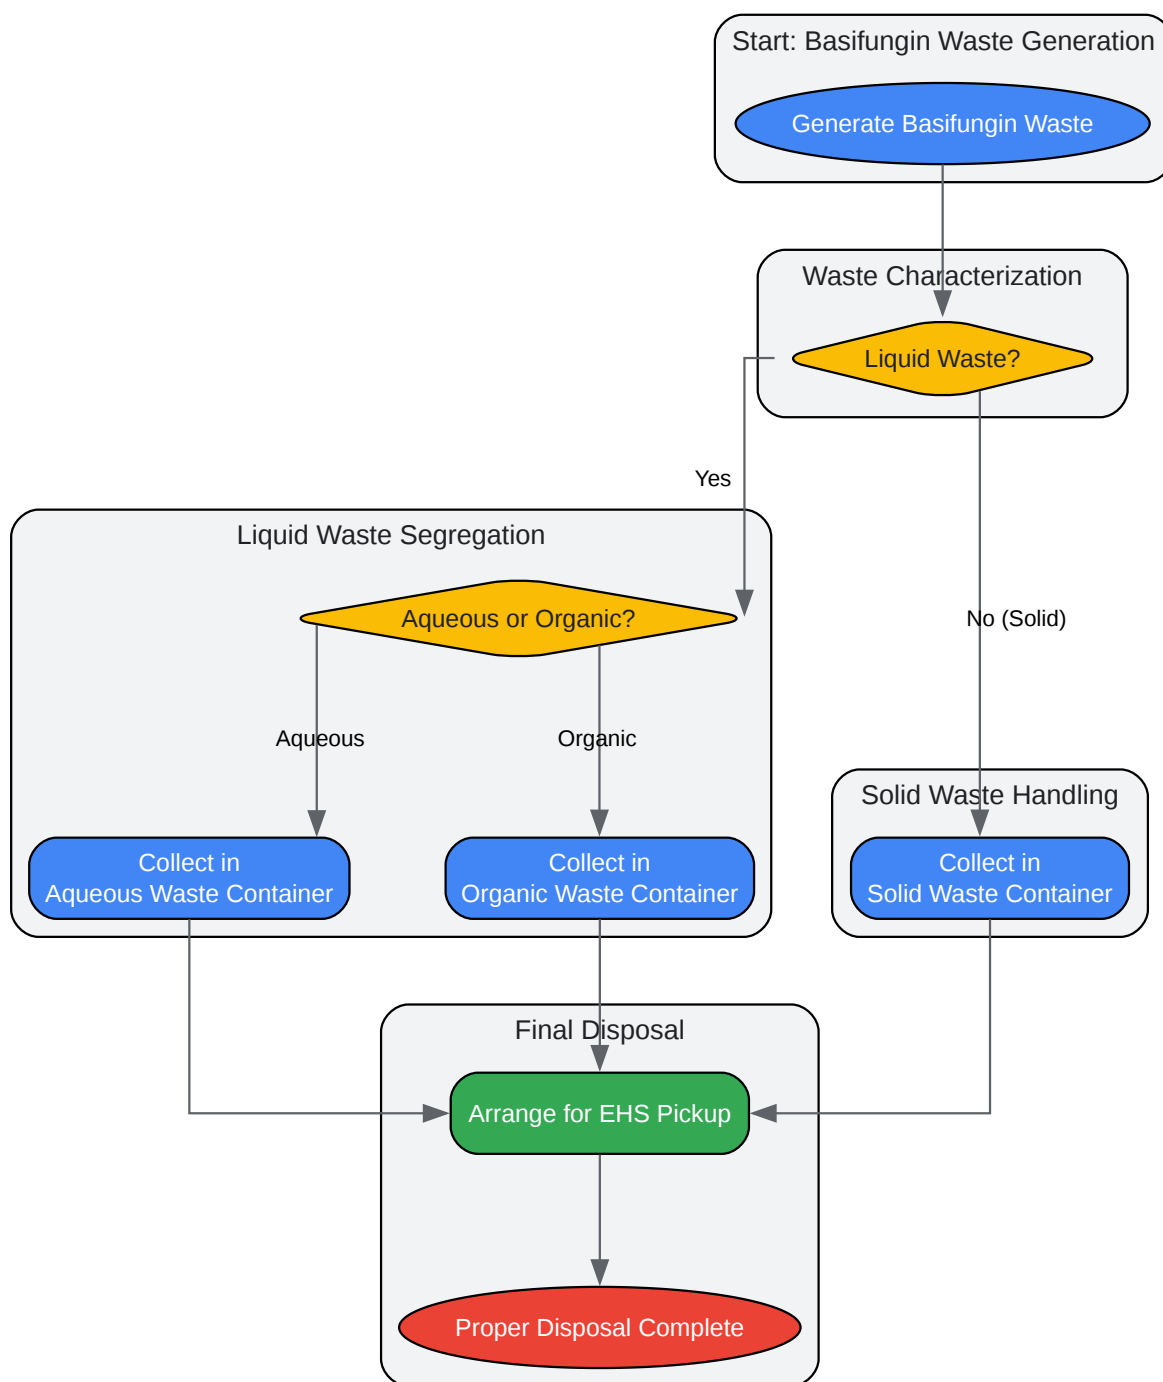 Start: Basifungin Waste Generation
Generate Basifungin Waste
Waste Characterization
Liquid Waste?
Yes
No (Solid)
Liquid Waste Segregation
Aqueous or Organic?
Aqueous
Organic
Collect in
Aqueous Waste Container
Collect in
Organic Waste Container
Solid Waste Handling
Collect in
Solid Waste Container
Final Disposal
Arrange for EHS Pickup
Proper Disposal Complete